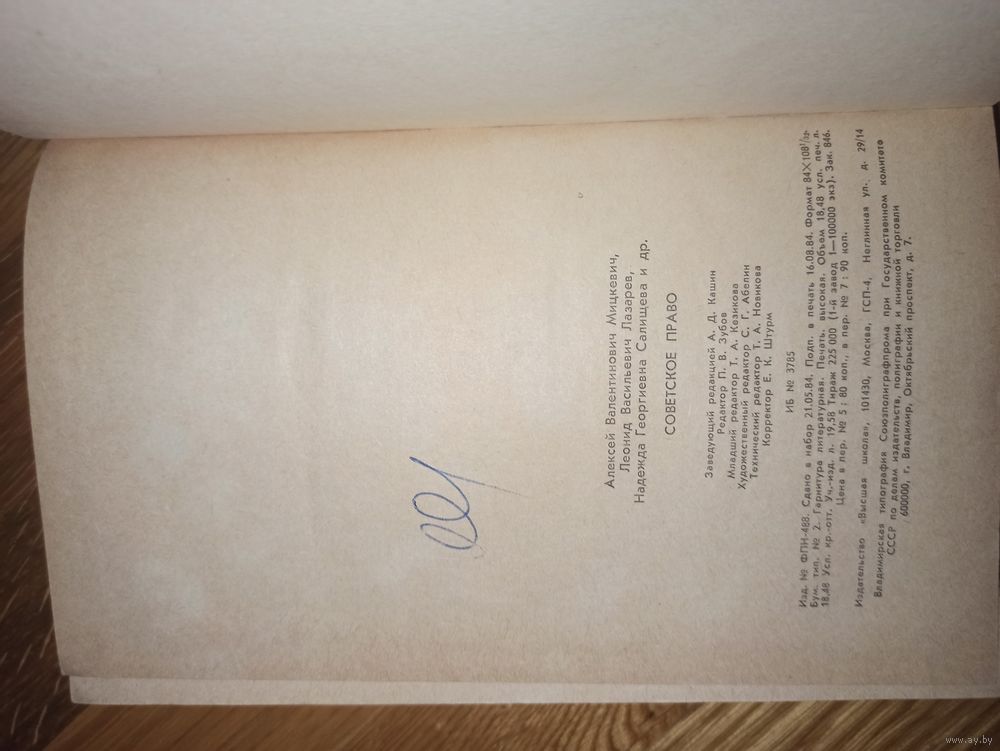 Алексей Валентинович Мицкевич,
Леонид Васильевич Лазарев,
Надежда Георгиевна Салищева и др.
СОВЕТСКОЕ ПРАВО
Заведующий редакцией А. Д. Кашин
Редактор П. В. Зубов
Младший редактор Т. А. Козикова
Художественный редактор С. Г. Абелин
Технический редактор Т. А. Новикова
Корректор Е. К. Штурм
ИБ № 3785
Изд. № ФПН-488. Сдано в набор 21.05.84. Подп. в печать 16.08.84. Формат 84×108¹/₃₂.
Бум. тип. № 2. Гарнитура литературная. Печать высокая. Объем 18,48 усл. печ. л.
18,48 Усл. кр.-отт. Уч.-изд. л. 19,58 Тираж 225 000 (1-й завод 1—100000 экз). Зак. 846.
Цена в пер. № 5 : 80 коп., в пер. № 7 : 90 коп.
Издательство «Высшая школа», 101430, Москва, ГСП-4, Неглинная ул., д. 29/14
Владимирская типография Союзполиграфпрома при Государственном комитете
СССР по делам издательств, полиграфии и книжной торговли
600000, г. Владимир, Октябрьский проспект, д. 7.
www.ay.by